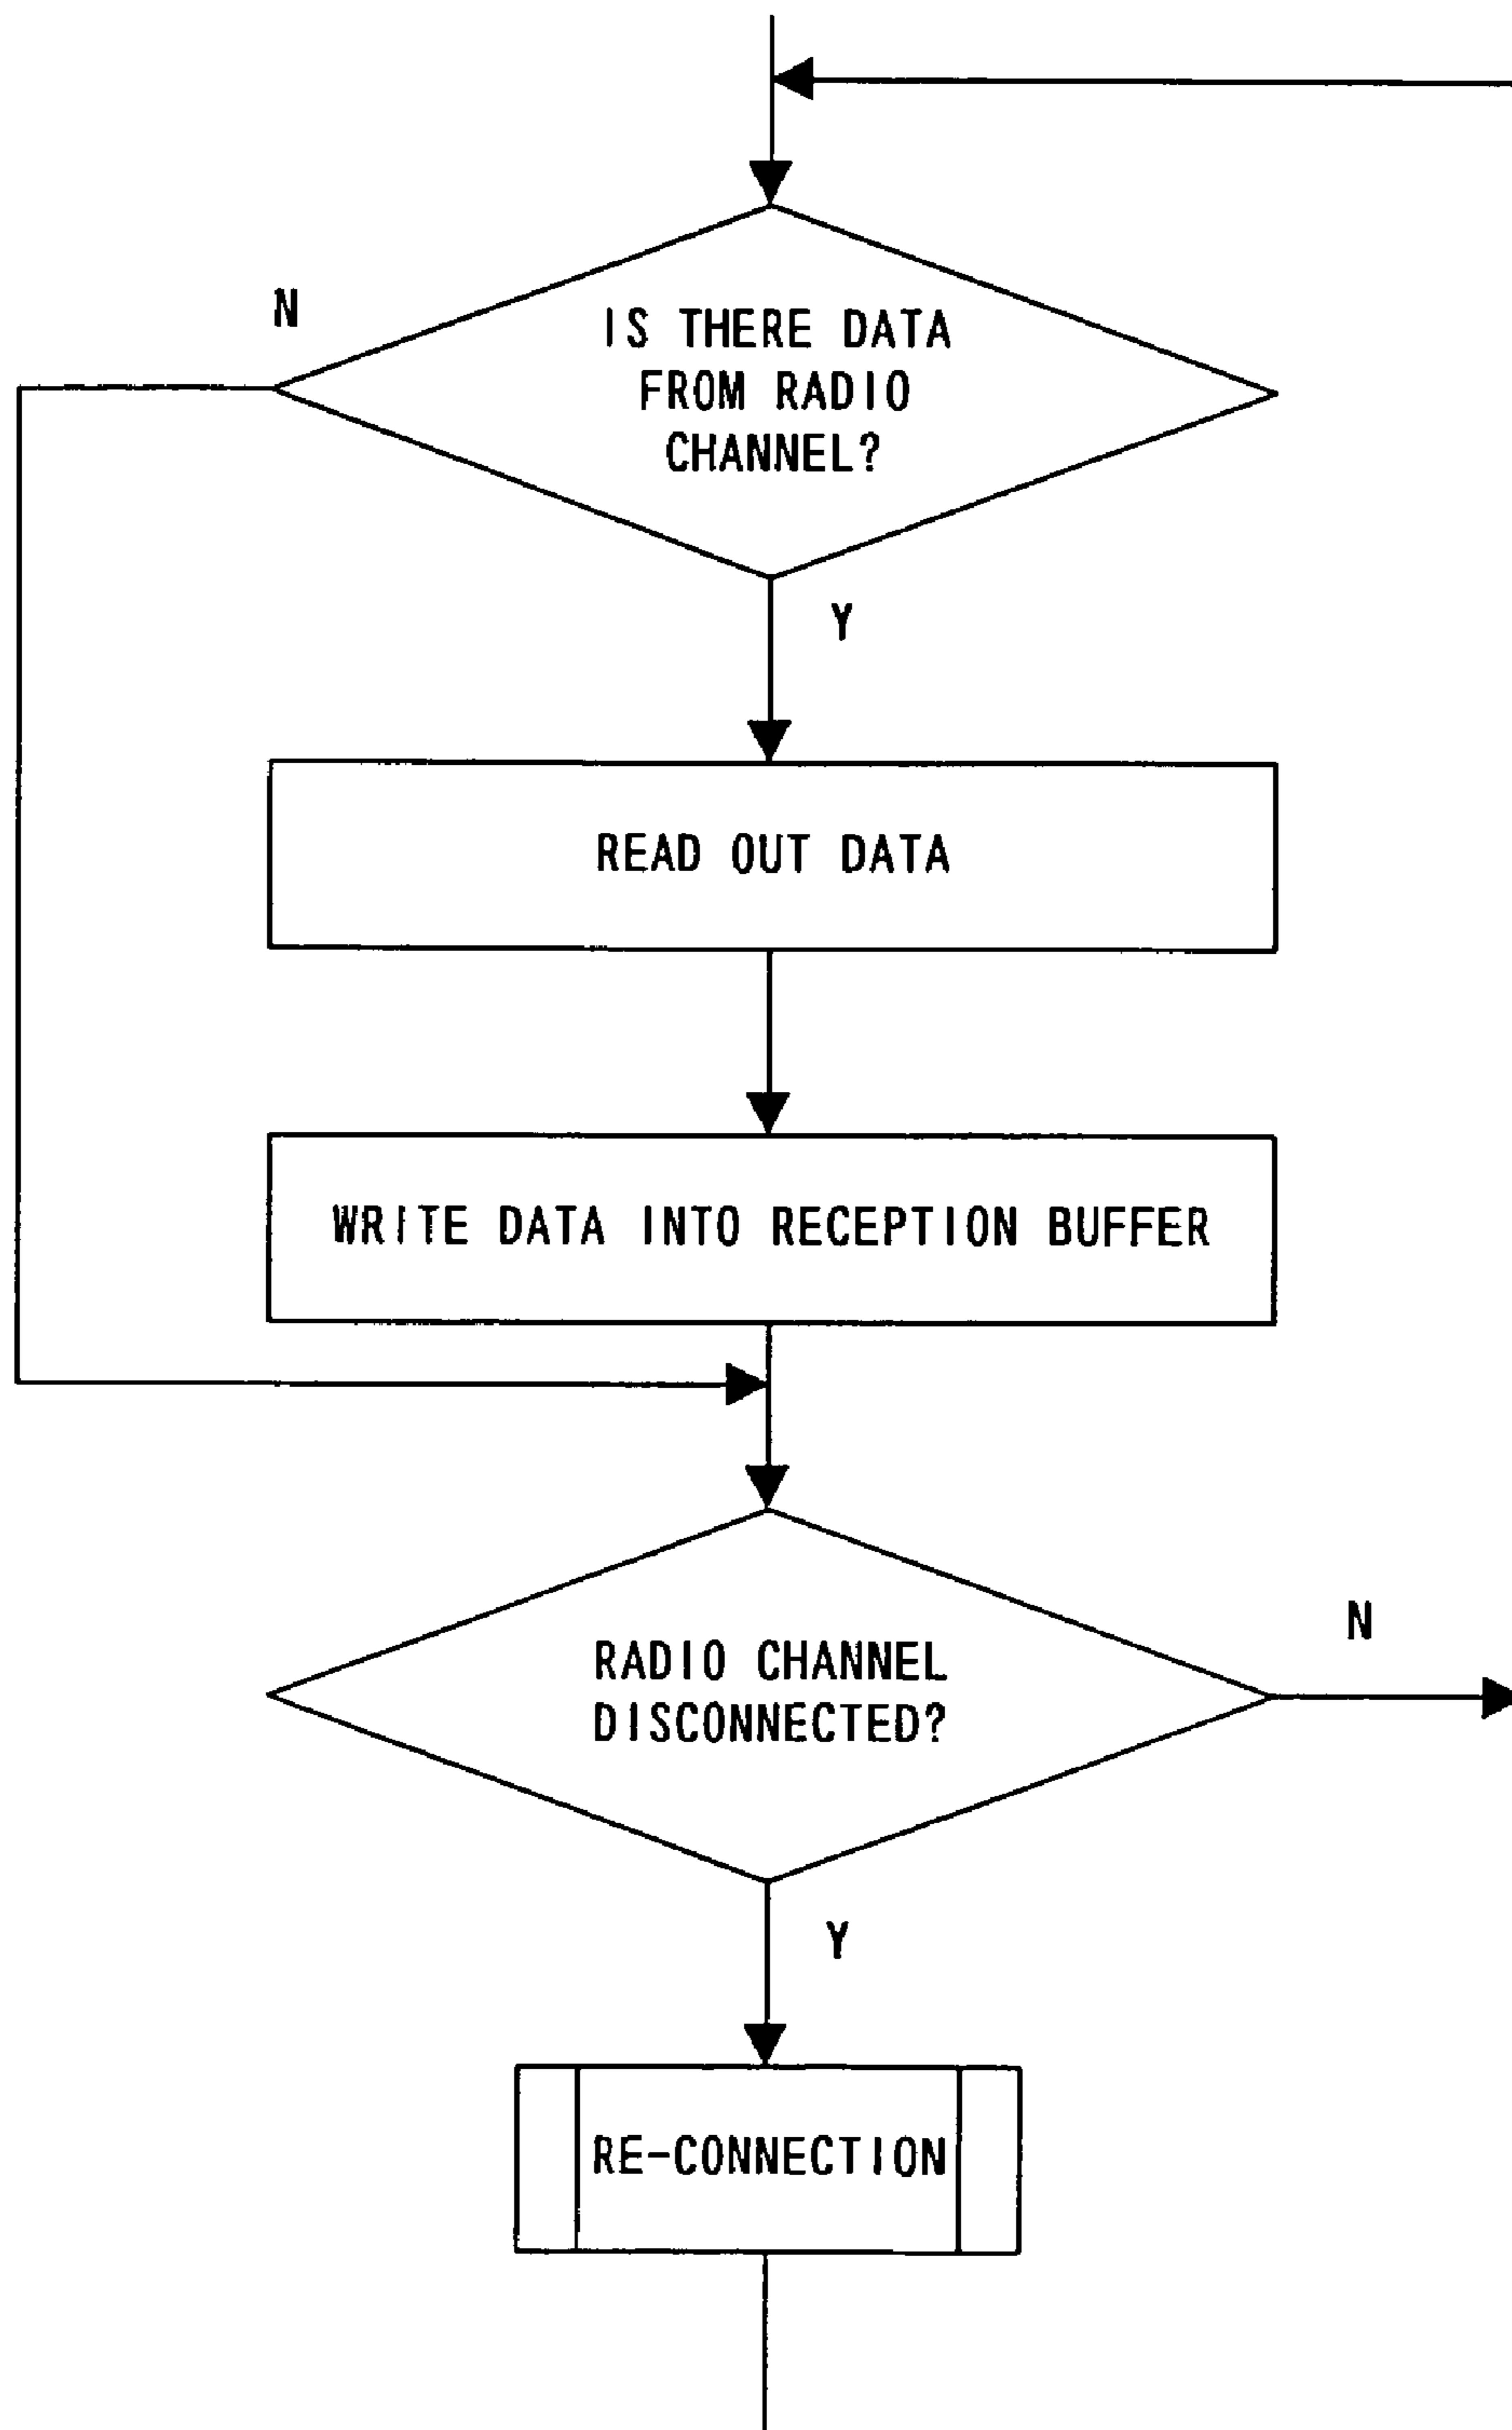 N
IS THERE DATA
FROM RADIO
CHANNEL?
Y
READ OUT DATA
WRITE DATA INTO RECEPTION BUFFER
N
RADIO CHANNEL
DISCONNECTED?
Y
RE-CONNECTION